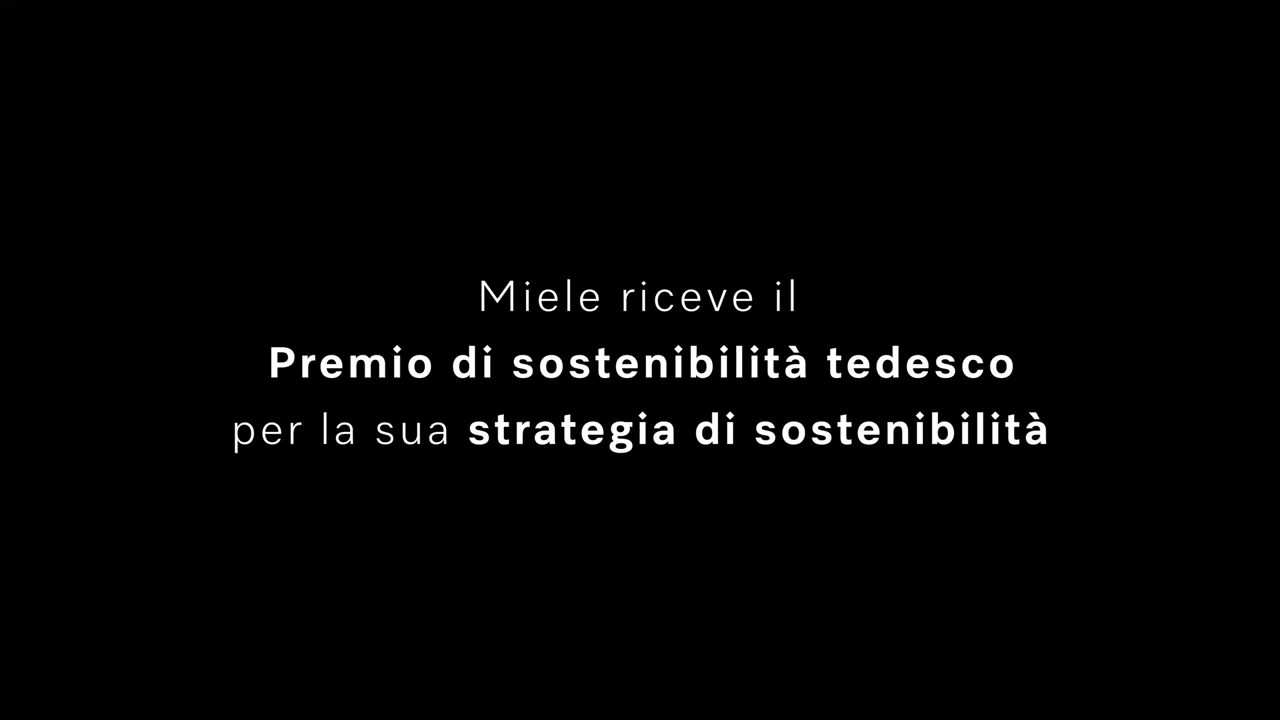 Miele riceve il
Premio di sostenibilità tedesco
per la sua strategia di sostenibilità